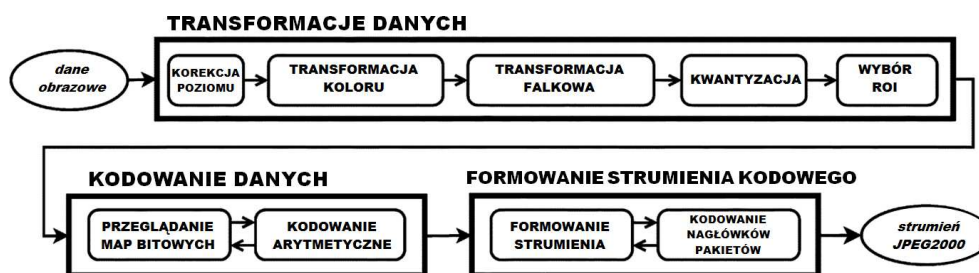 TRANSFORMACJE DANYCH
dane
obrazowe
KOREKCJA
POZIOMU
TRANSFORMACJA
KOLORU
TRANSFORMACJA
FALKOWA
KWANTYZACJA
WYBÓR
ROI
KODOWANIE DANYCH
PRZEGLĄDANIE
MAP BITOWYCH
KODOWANIE
ARYTMETYCZNE
FORMOWANIE STRUMIENIA KODOWEGO
FORMOWANIE
STRUMIENIA
KODOWANIE
NAGŁÓWKÓW
PAKIETÓW
strumień
JPEG2000